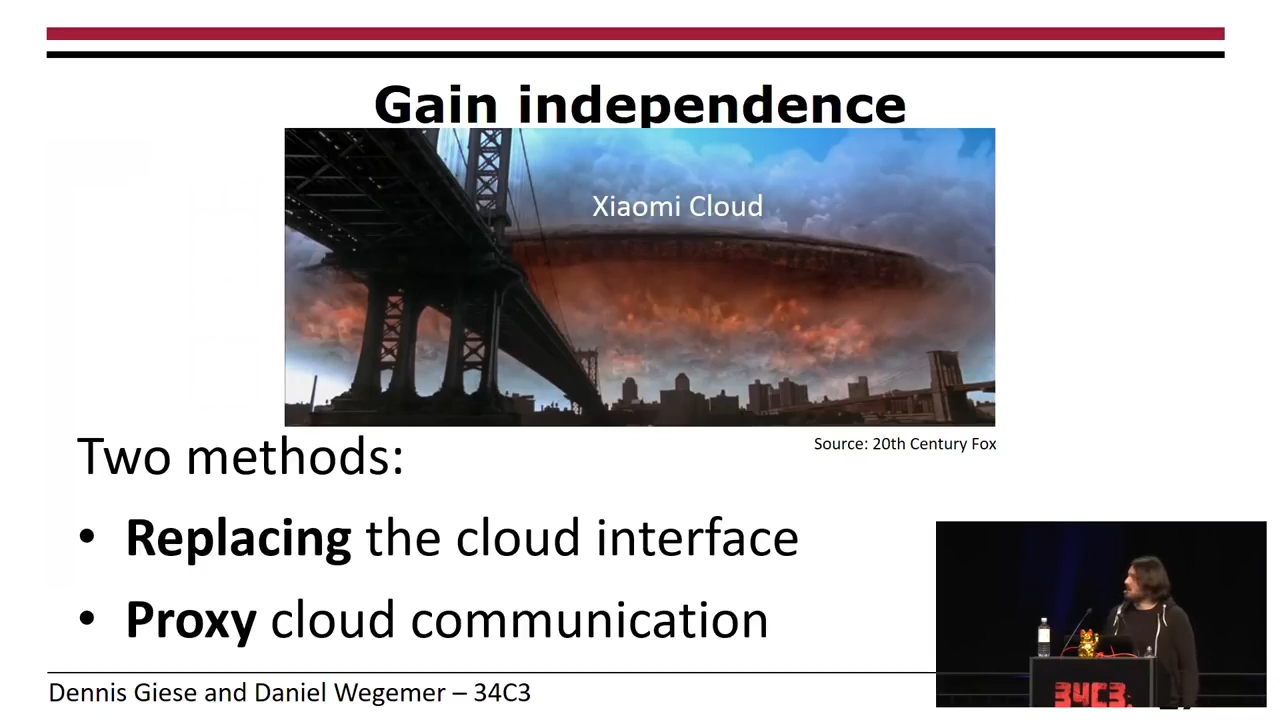 Gain independence
Xiaomi Cloud
Source: 20th Century Fox
Two methods:
• Replacing the cloud interface
• Proxy cloud communication
Dennis Giese and Daniel Wegemer – 34C3
34C3